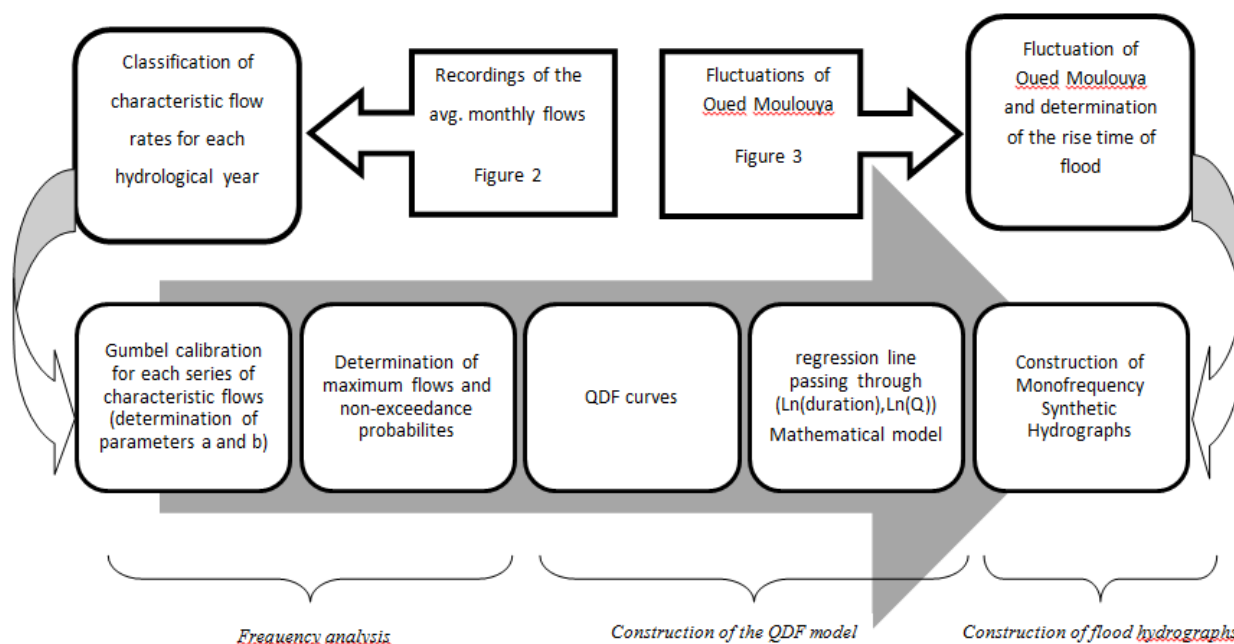 Classification of
characteristic flow
rates for each
hydrological year
Recordings of the
avg. monthly flows
Figure 2
Fluctuations of
Oued Moulouya
Figure 3
Fluctuation of
Oued Moulouya
and determination
of the rise time of
flood
Gumbel calibration
for each series of
characteristic flows
(determination of
parameters a and b)
Determination of
maximum flows and
non-exceedance
probabilites
QDF curves
regression line
passing through
(Ln(duration),Ln(Q))
Mathematical model
Construction of
Monofrequency
Synthetic
Hydrographs
Frequency analysis
Construction of the QDF model
Construction of flood hydrographs